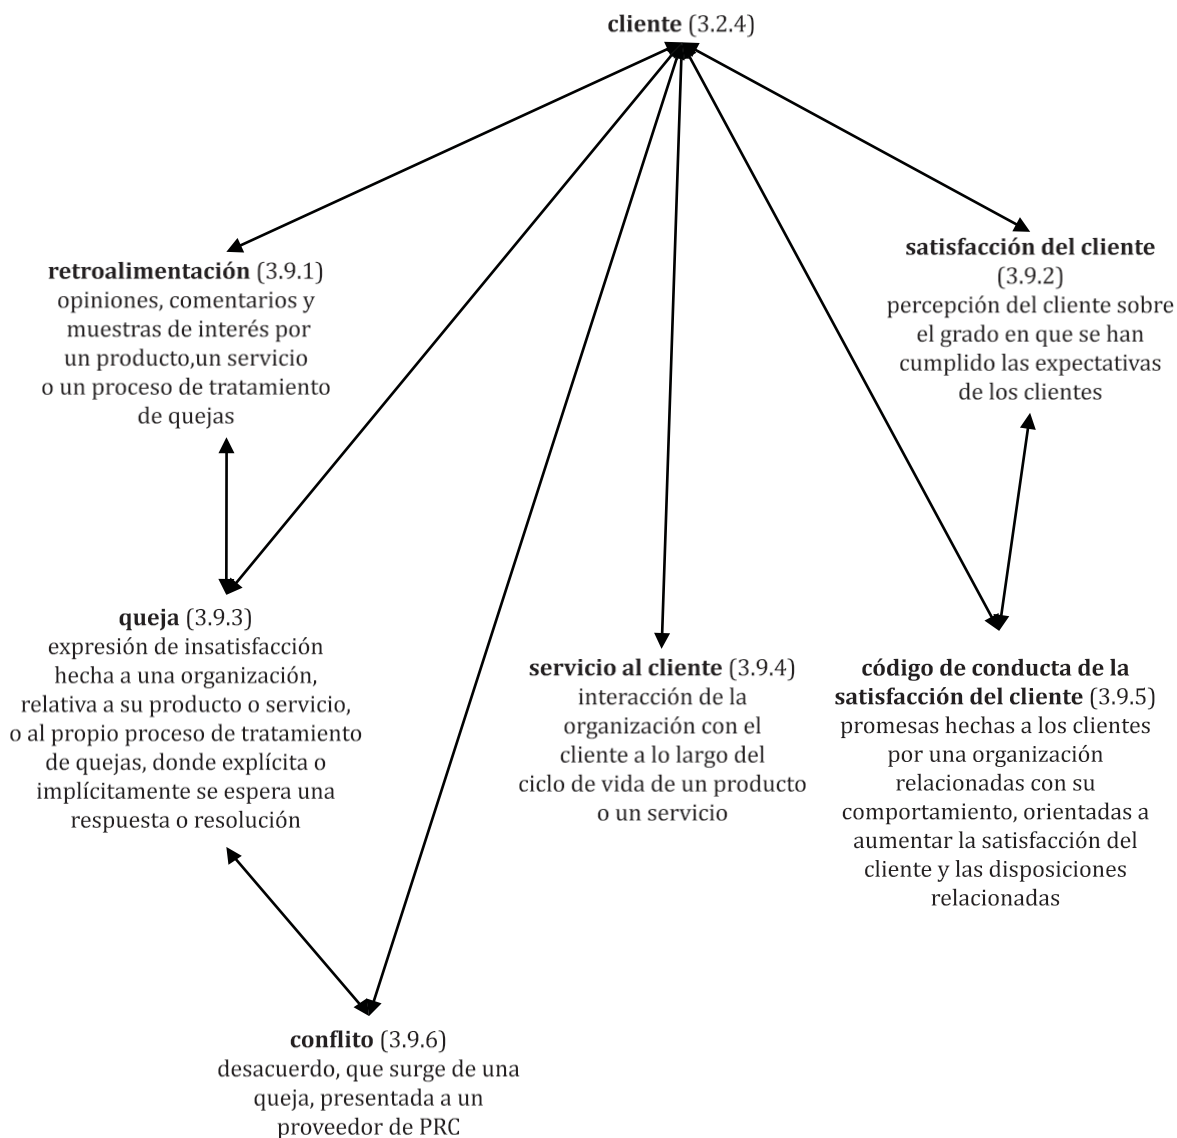 cliente (3.2.4)
retroalimentación (3.9.1)
opiniones, comentarios y
muestras de interés por
un producto,un servicio
o un proceso de tratamiento
de quejas
satisfacción del cliente
(3.9.2)
percepción del cliente sobre
el grado en que se han
cumplido las expectativas
de los clientes
queja (3.9.3)
expresión de insatisfacción
hecha a una organización,
relativa a su producto o servicio,
o al propio proceso de tratamiento
de quejas, donde explícita o
implícitamente se espera una
respuesta o resolución
servicio al cliente (3.9.4)
interacción de la
organización con el
cliente a lo largo del
ciclo de vida de un producto
o un servicio
código de conducta de la
satisfacción del cliente (3.9.5)
promesas hechas a los clientes
por una organización
relacionadas con su
comportamiento, orientadas a
aumentar la satisfacción del
cliente y las disposiciones
relacionadas
conflito (3.9.6)
desacuerdo, que surge de una
queja, presentada a un
proveedor de PRC